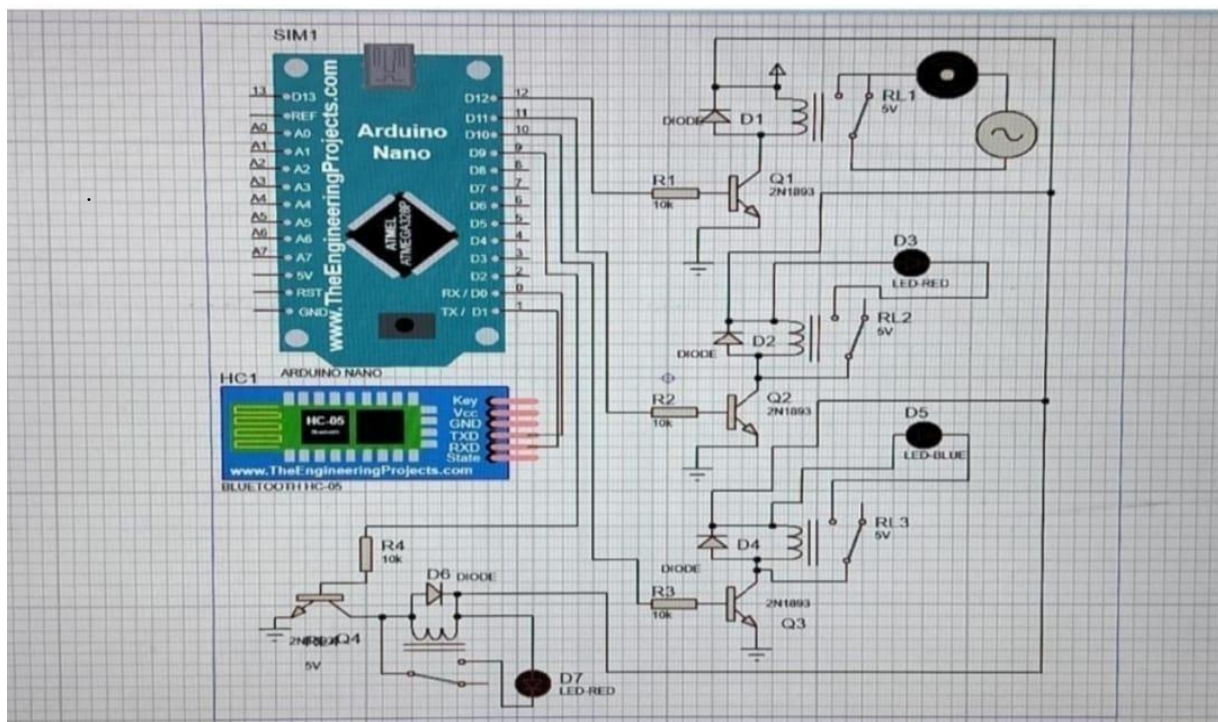 SIM1
www.TheEngineeringProjects.com
Arduino
Nano
ATMEL
ATMEGA328P
13
D13
REF
A0
A0
A1
A1
A2
A2
A3
A3
A4
A4
A5
A5
A6
A6
A7
A7
5V
RST
GND
D12
12
D11
11
D10
10
D9
9
D8
8
D7
7
D6
6
D5
5
D4
4
D3
3
D2
2
RX / D0
0
TX / D1
1
ARDUINO NANO
HC1
HC-05
Key
Vcc
GND
TXD
RXD
State
www.TheEngineeringProjects.com
BLUETOOTH HC-05
DIODE
D1
RL1
5V
R1
10k
Q1
2N1893
D3
LED-RED
D2
DIODE
RL2
5V
R2
10k
Q2
2N1893
D5
LED-BLUE
D4
DIODE
RL3
5V
R3
10k
2N1893
Q3
R4
10k
D6
DIODE
Q4
5V
D7
LED-RED